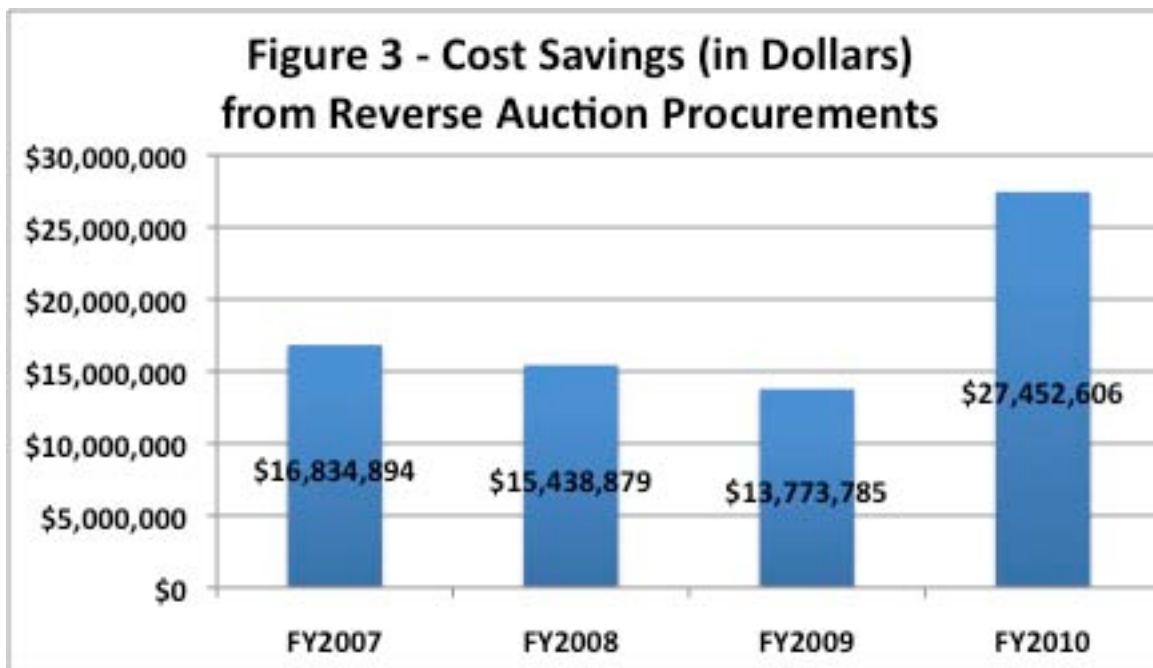 Figure 3 - Cost Savings (in Dollars)
from Reverse Auction Procurements
$30,000,000
$25,000,000
$20,000,000
$15,000,000
$10,000,000
$5,000,000
$0
$16,834,894
$15,438,879
$13,773,785
$27,452,606
FY2007
FY2008
FY2009
FY2010